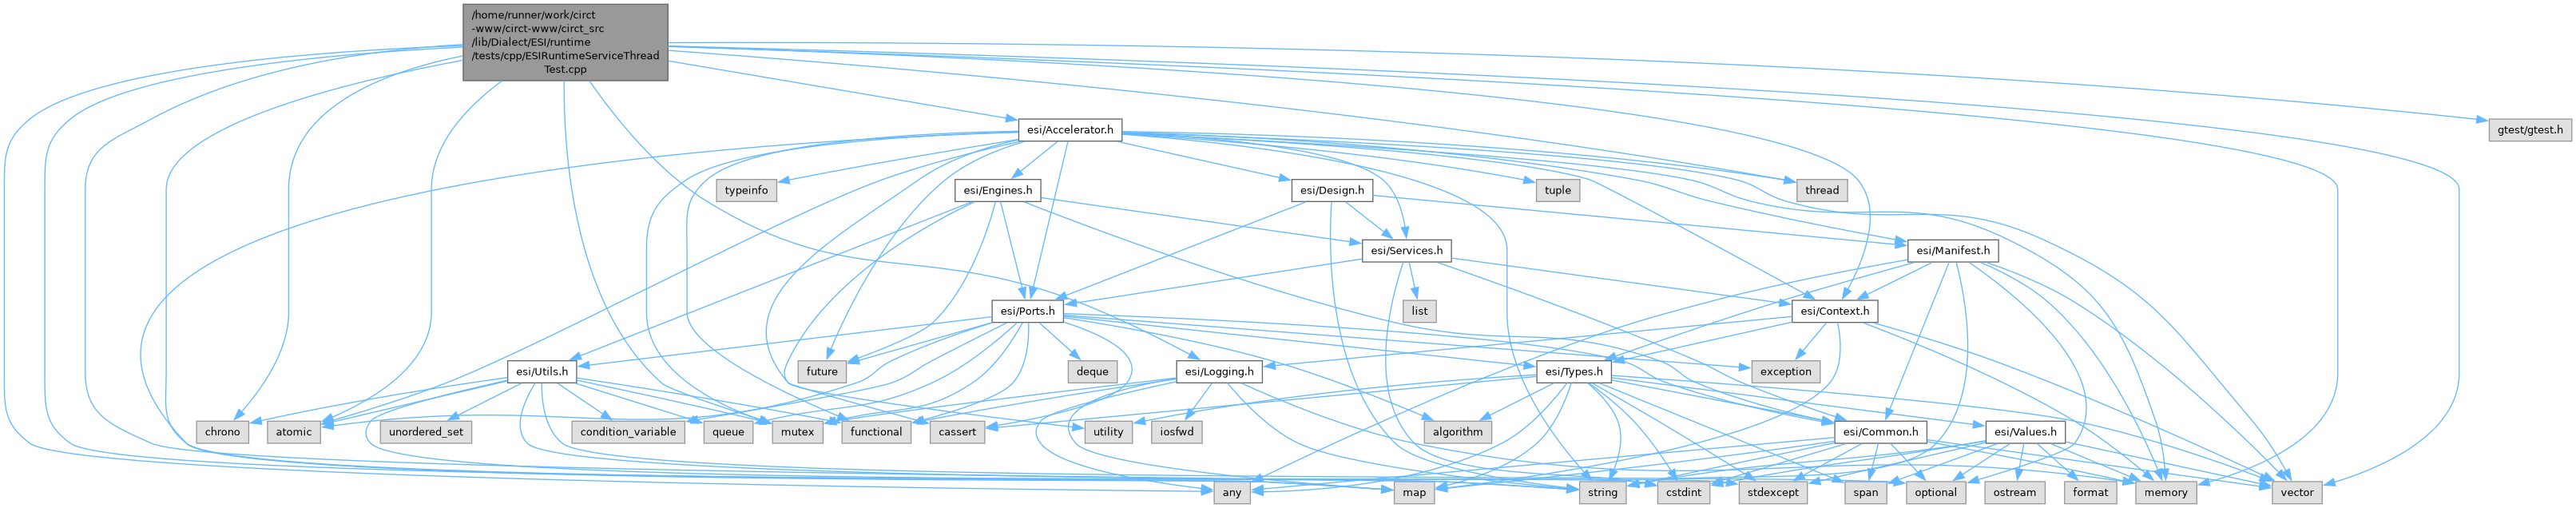 /home/runner/work/circt
-www/circt-www/circt_src
/lib/Dialect/ESI/runtime
/tests/cpp/ESIRuntimeServiceThread
Test.cpp
esi/Accelerator.h
gtest/gtest.h
typeinfo
esi/Engines.h
esi/Design.h
tuple
thread
esi/Services.h
esi/Manifest.h
esi/Ports.h
list
esi/Context.h
esi/Utils.h
future
deque
esi/Logging.h
esi/Types.h
exception
chrono
atomic
unordered_set
condition_variable
queue
mutex
functional
cassert
utility
iosfwd
algorithm
esi/Common.h
esi/Values.h
any
map
string
cstdint
stdexcept
span
optional
ostream
format
memory
vector